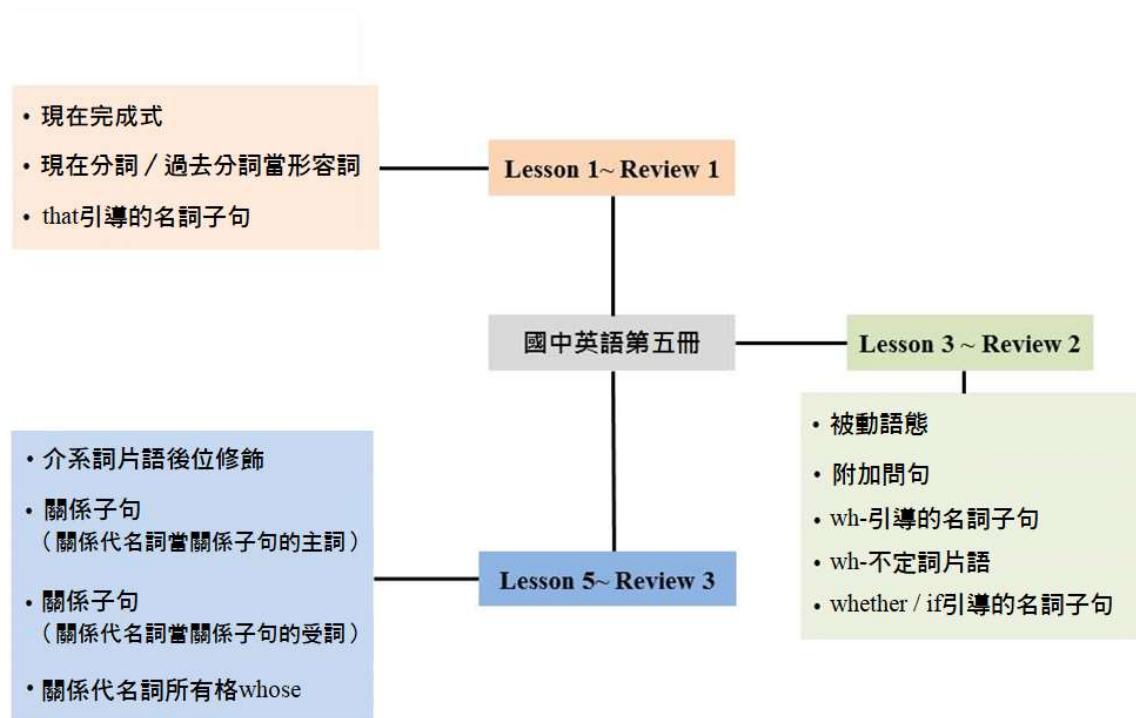 • 現在完成式
• 現在分詞／過去分詞當形容詞
• that引導的名詞子句
Lesson 1~ Review 1
國中英語第五冊
Lesson 3 ~ Review 2
• 被動語態
• 附加問句
• wh-引導的名詞子句
• wh-不定詞片語
• whether / if引導的名詞子句
Lesson 5~ Review 3
• 介系詞片語後位修飾
• 關係子句
（關係代名詞當關係子句的主詞）
• 關係子句
（關係代名詞當關係子句的受詞）
• 關係代名詞所有格whose